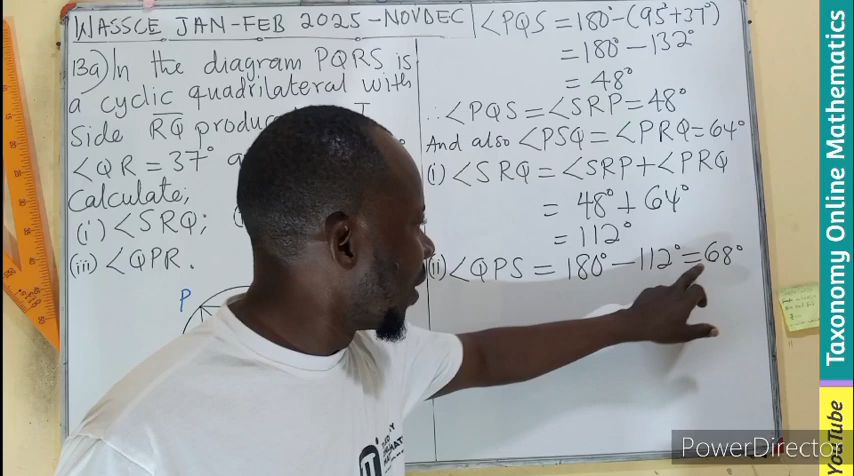 WASSCE JAN-FEB 2025-NOVDEC
13a) In the diagram PQRS is
a cyclic quadrilateral with
Side RQ
∠QR = 37°
Calculate;
(i) ∠SRQ;
(iii) ∠QPR.
P
∠PQS = 180° - (95° + 37°)
= 180° - 132°
= 48°
∴ ∠PQS = ∠SRP = 48°
And also ∠PSQ = ∠PRQ = 64°
(i) ∠SRQ = ∠SRP + ∠PRQ
= 48° + 64°
= 112°
(ii) ∠QPS = 180° - 112° = 68°
Taxonomy Online Mathematics
YouTube
PowerDirector